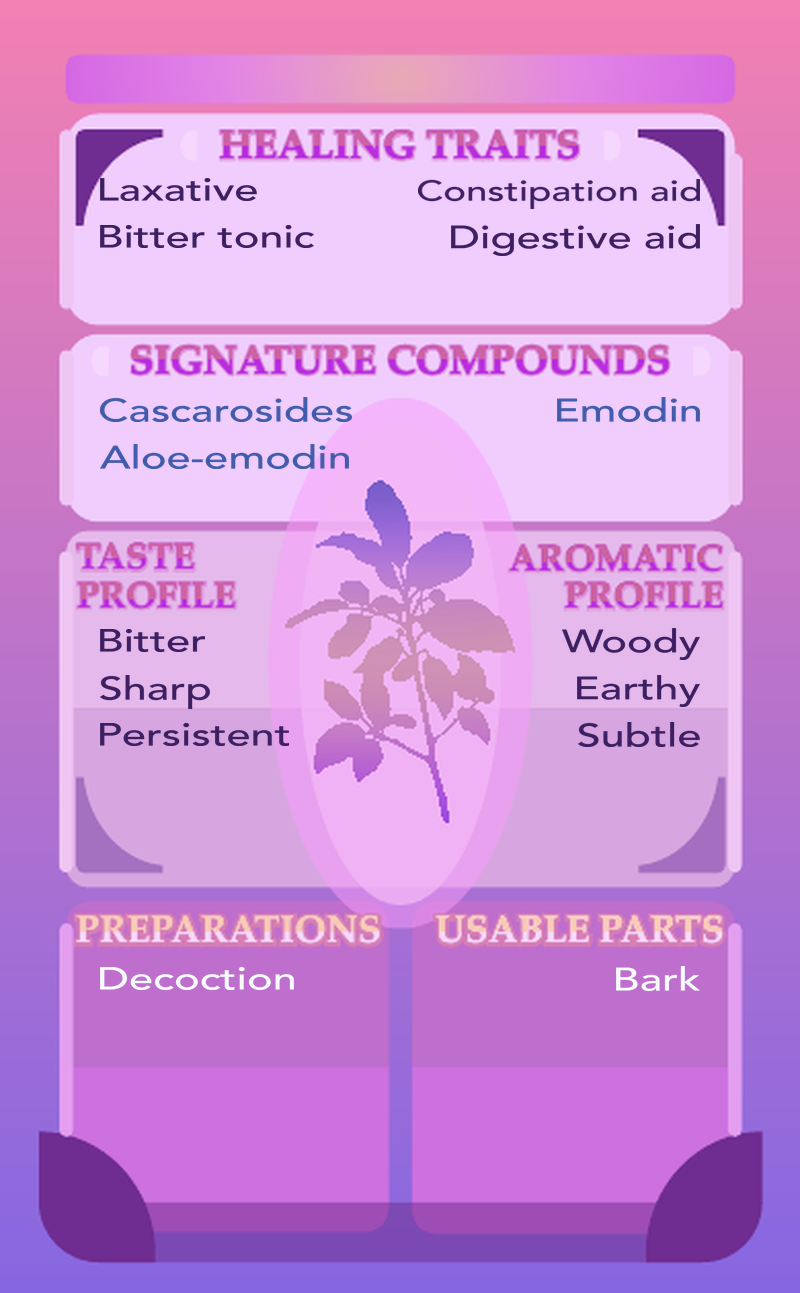 HEALING TRAITS
Laxative
Constipation aid
Bitter tonic
Digestive aid
SIGNATURE COMPOUNDS
Cascarosides
Emodin
Aloe-emodin
TASTE
PROFILE
Bitter
Sharp
Persistent
AROMATIC
PROFILE
Woody
Earthy
Subtle
PREPARATIONS
Decoction
USABLE PARTS
Bark